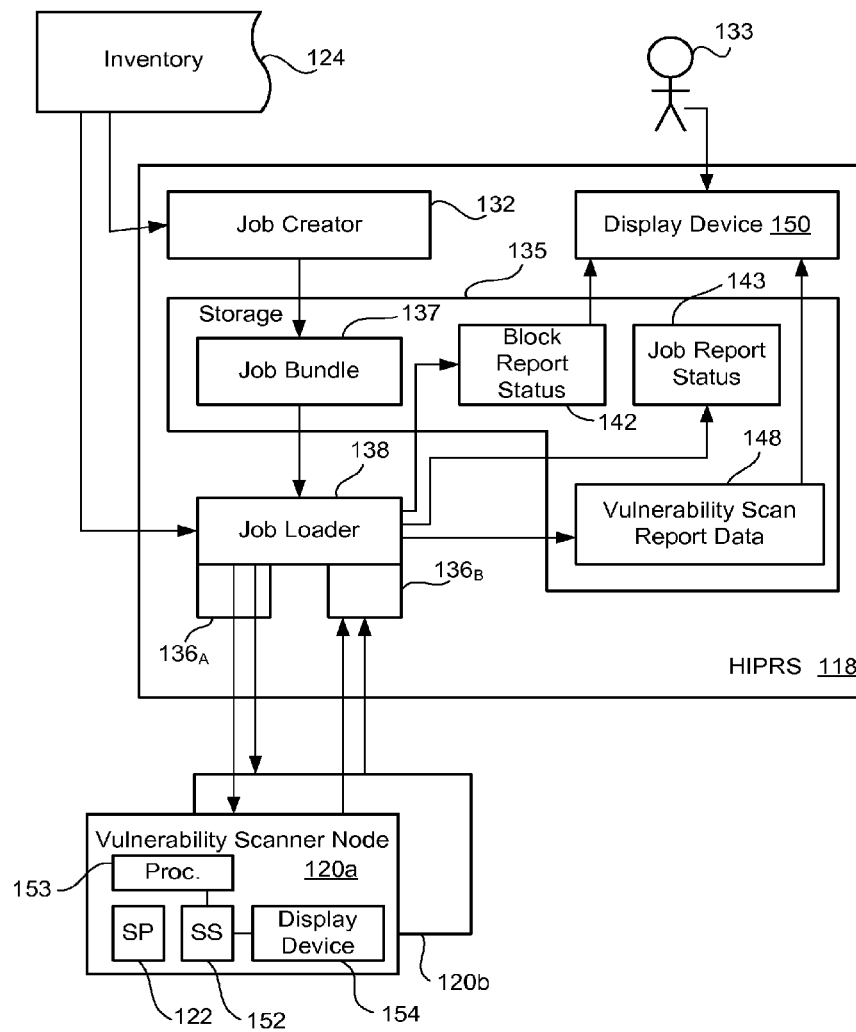 Inventory
124
133
Job Creator
132
Display Device 150
135
143
Storage
137
Job Bundle
Block
Report
Status
142
Job Report
Status
138
148
Job Loader
Vulnerability Scan
Report Data
136B
136A
HIPRS 118
Vulnerability Scanner Node
120a
153
Proc.
SP
SS
Display
Device
122
152
154
120b